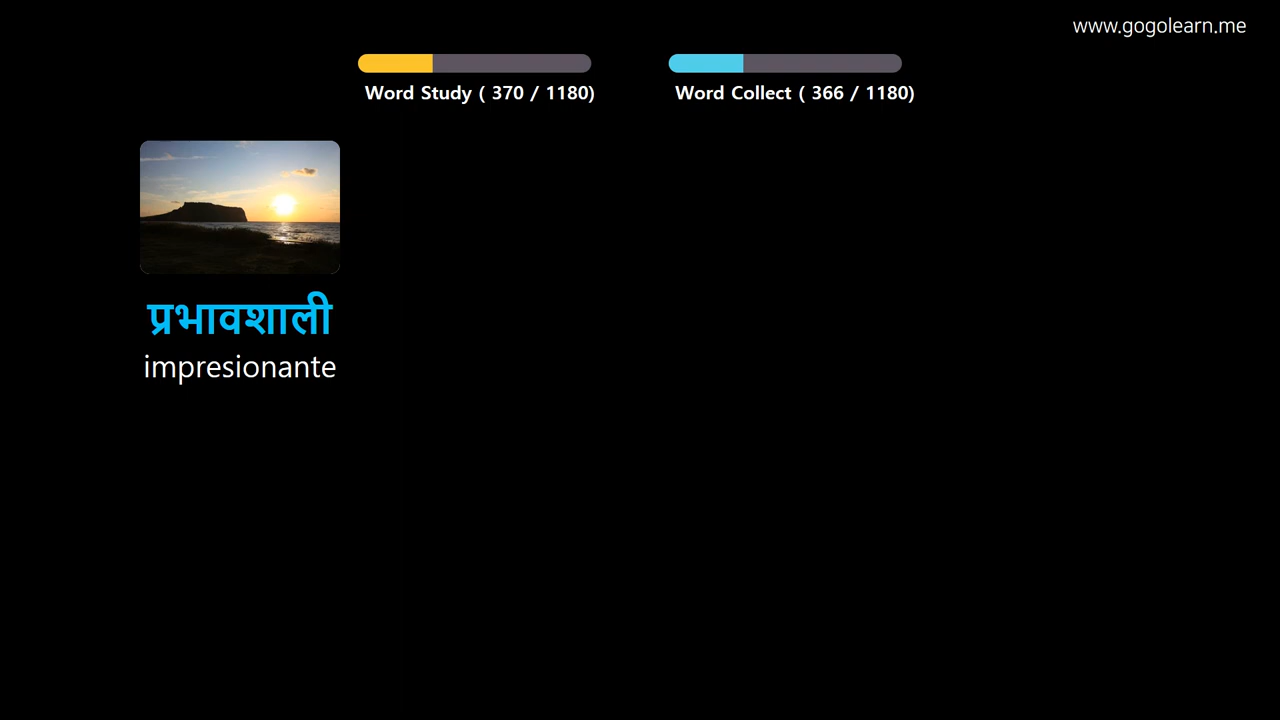 www.gogolearn.me
Word Study ( 370 / 1180)
Word Collect ( 366 / 1180)
प्रभावशाली
impresionante